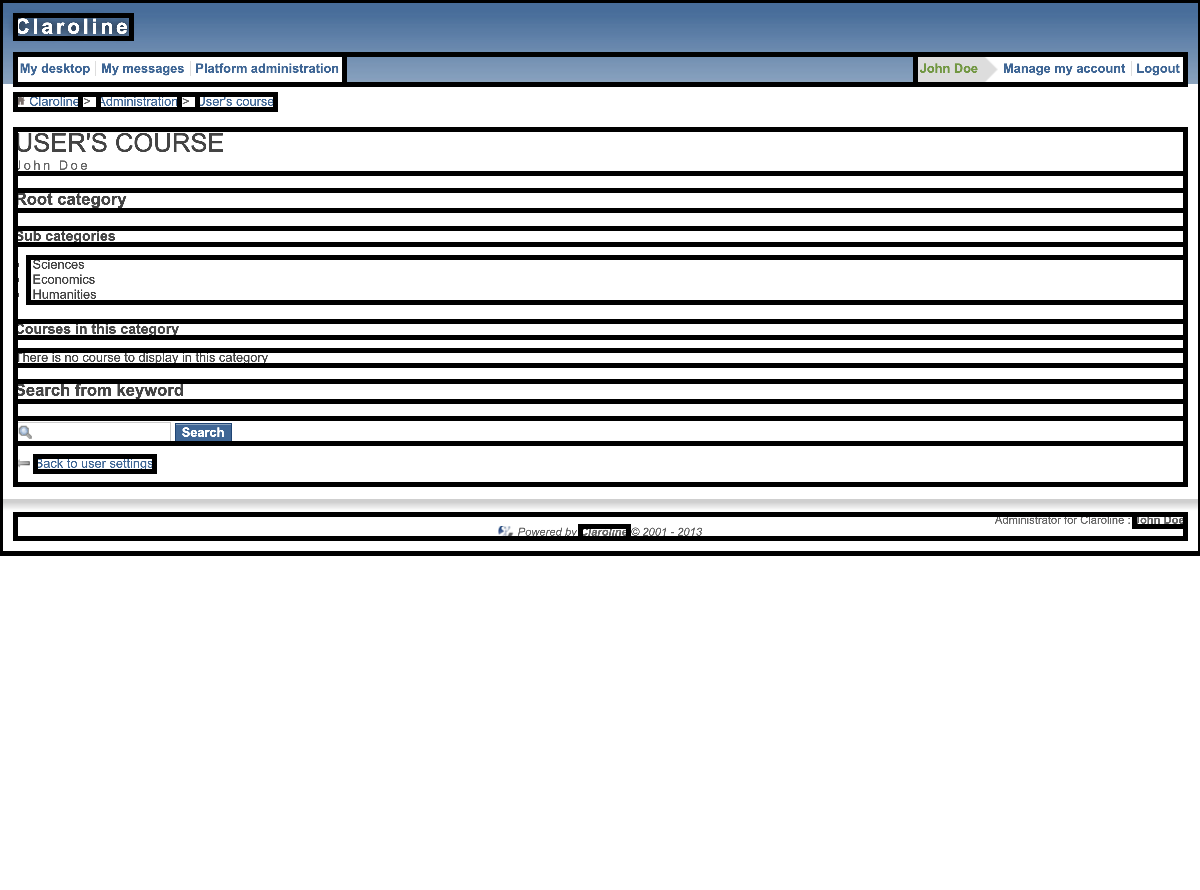 Claroline
My desktop My messages Platform administration John Doe Manage my account Logout
Claroline > Administration > User's course
USER'S COURSE
John Doe
Root category
Sub categories
Sciences
Economics
Humanities
Courses in this category
There is no course to display in this category
Search from keyword
Search
Back to user settings
Administrator for Claroline : John Doe
Powered by Claroline © 2001 - 2013